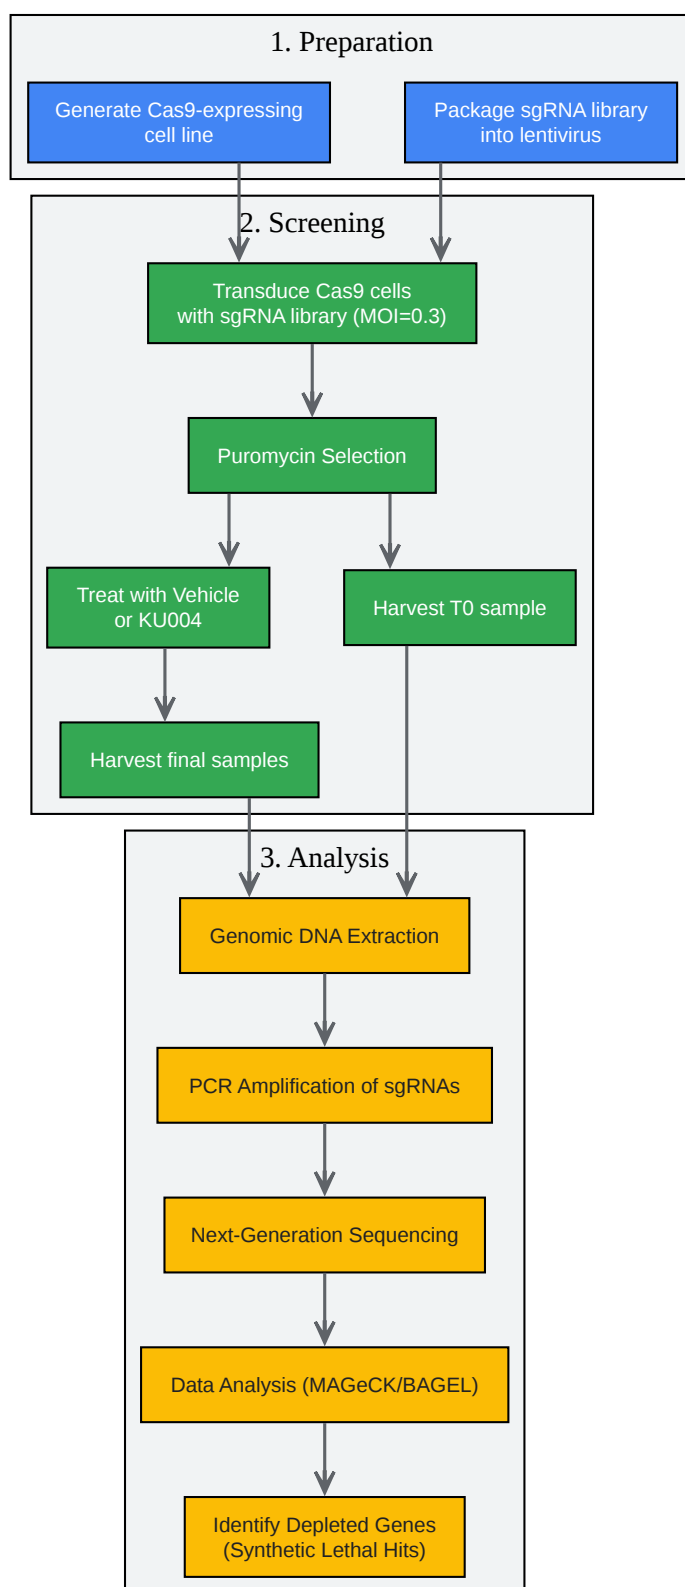 1. Preparation
Generate Cas9-expressing
cell line
Package sgRNA library
into lentivirus
2. Screening
Transduce Cas9 cells
with sgRNA library (MOI=0.3)
Puromycin Selection
Treat with Vehicle
or KU004
Harvest T0 sample
Harvest final samples
3. Analysis
Genomic DNA Extraction
PCR Amplification of sgRNAs
Next-Generation Sequencing
Data Analysis (MAGeCK/BAGEL)
Identify Depleted Genes
(Synthetic Lethal Hits)